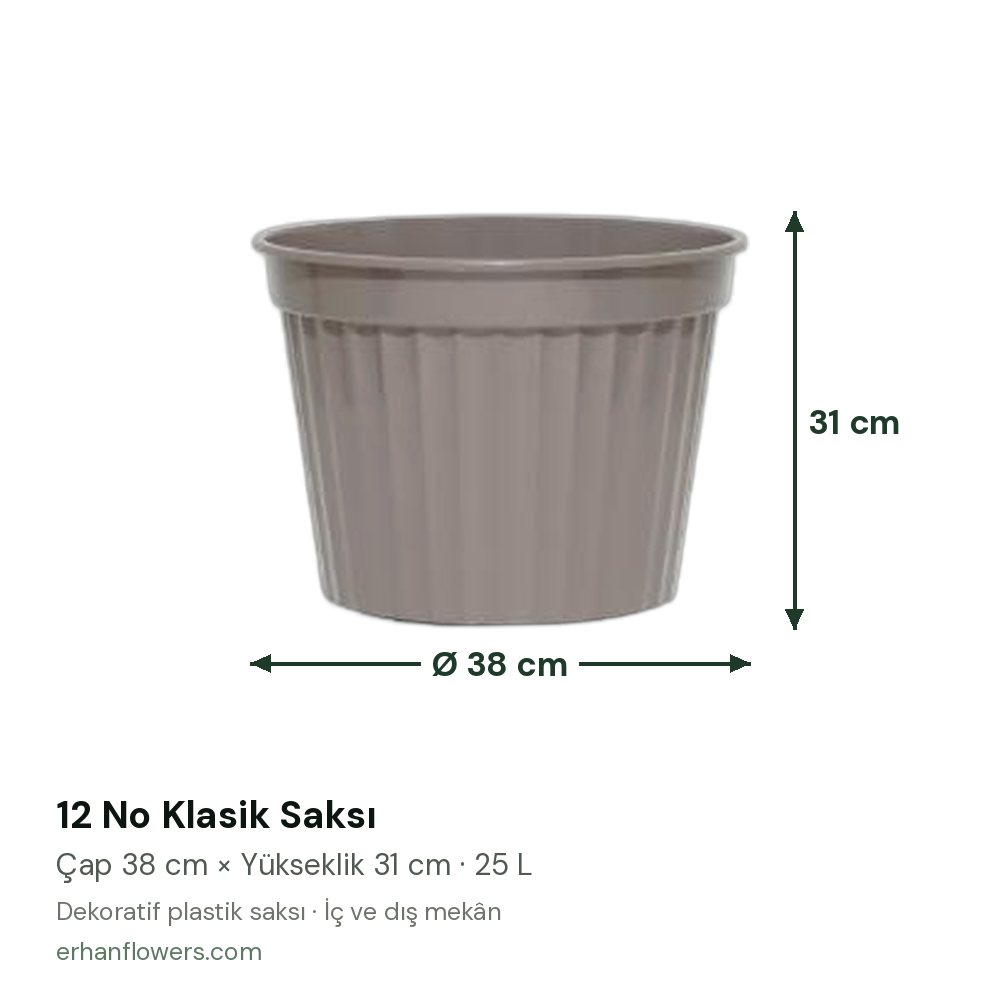 31 cm
Ø 38 cm
12 No Klasik Saksı
Çap 38 cm × Yükseklik 31 cm · 25 L
Dekoratif plastik saksı · İç ve dış mekân
erhanflowers.com